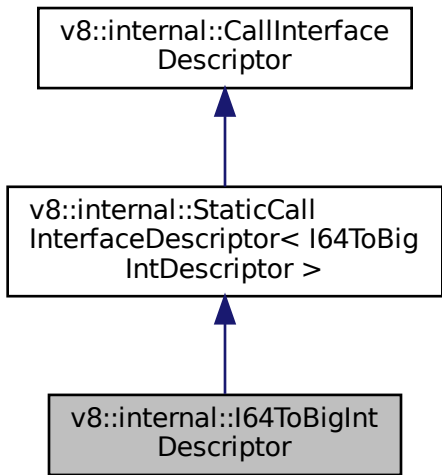 v8::internal::CallInterface
Descriptor
v8::internal::StaticCall
InterfaceDescriptor< I64ToBig
IntDescriptor >
v8::internal::I64ToBigInt
Descriptor